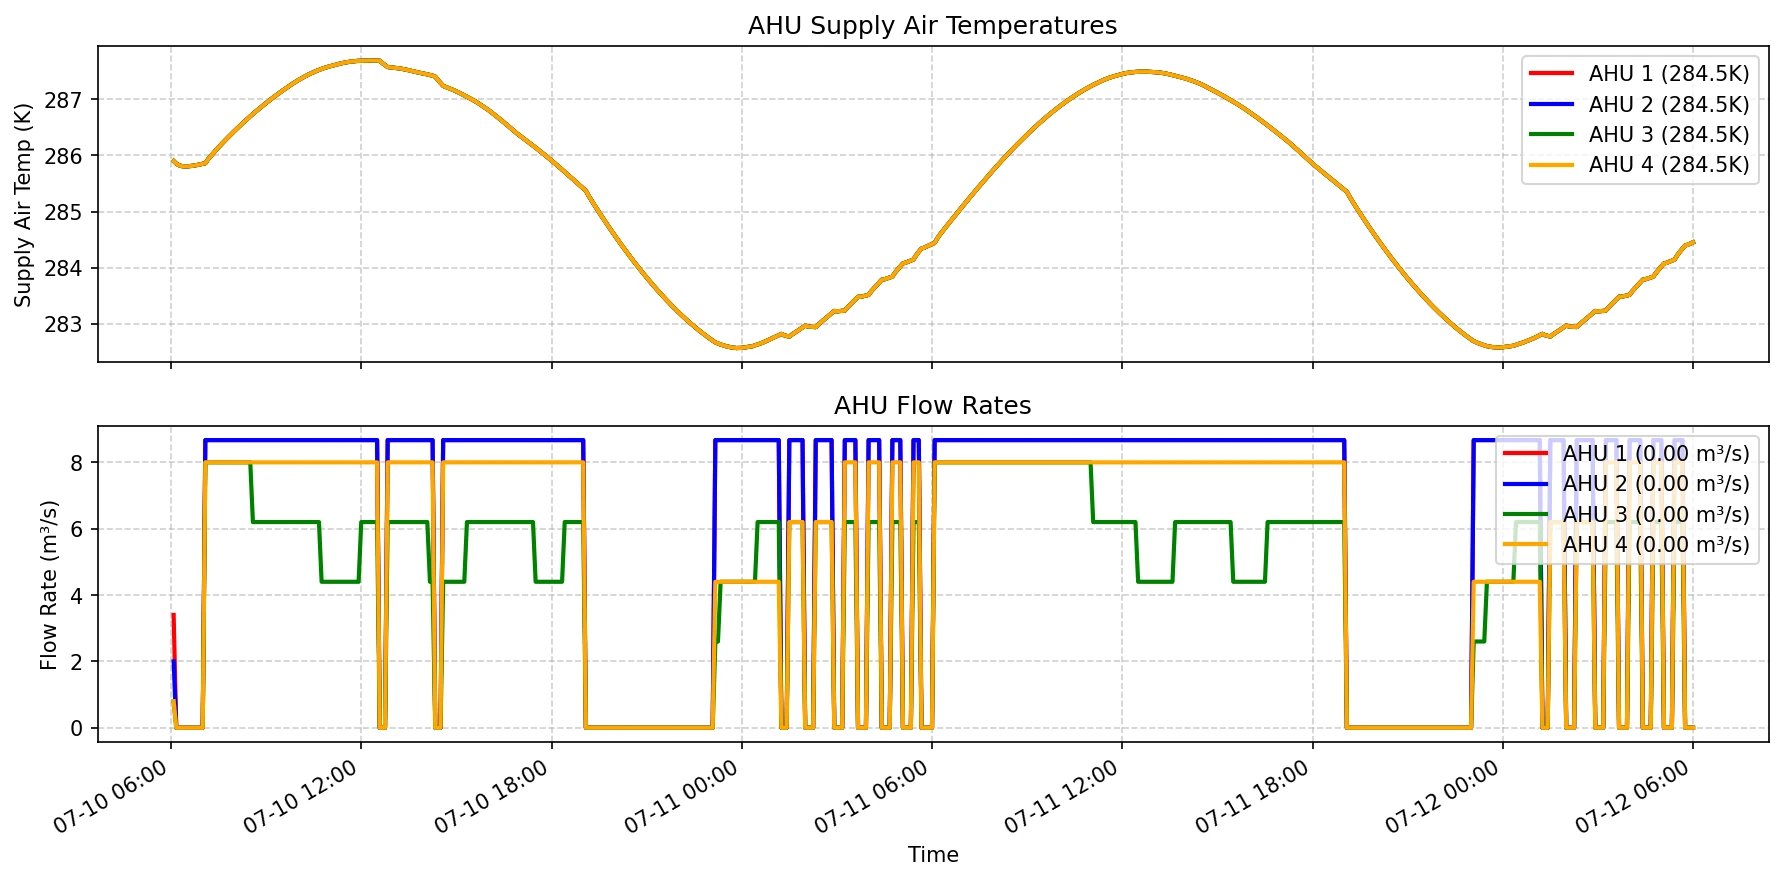 AHU Supply Air Temperatures
Supply Air Temp (K)
287
286
285
284
283
AHU 1 (284.5K)
AHU 2 (284.5K)
AHU 3 (284.5K)
AHU 4 (284.5K)
AHU Flow Rates
Flow Rate (m³/s)
8
6
4
2
0
AHU 1 (0.00 m³/s)
AHU 2 (0.00 m³/s)
AHU 3 (0.00 m³/s)
AHU 4 (0.00 m³/s)
07-10 06:00
07-10 12:00
07-10 18:00
07-11 00:00
07-11 06:00
07-11 12:00
07-11 18:00
07-12 00:00
07-12 06:00
Time